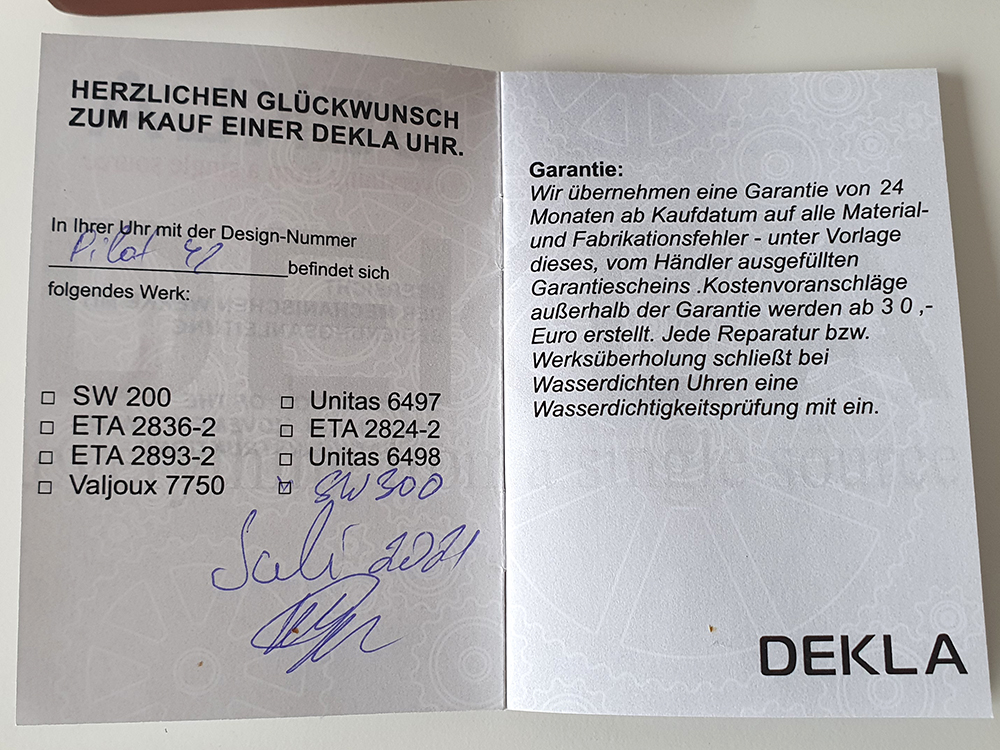 HERZLICHEN GLÜCKWUNSCH
ZUM KAUF EINER DEKLA UHR.
In Ihrer Uhr mit der Design-Nummer
Pilot 42
befindet sich
folgendes Werk:
SW 200
ETA 2836-2
ETA 2893-2
Valjoux 7750
Unitas 6497
ETA 2824-2
Unitas 6498
SW 300
Juli 2021
Garantie:
Wir übernehmen eine Garantie von 24
Monaten ab Kaufdatum auf alle Material-
und Fabrikationsfehler - unter Vorlage
dieses, vom Händler ausgefüllten
Garantiescheins .Kostenvoranschläge
außerhalb der Garantie werden ab 3 0 ,-
Euro erstellt. Jede Reparatur bzw.
Werksüberholung schließt bei
Wasserdichten Uhren eine
Wasserdichtigkeitsprüfung mit ein.
DEKLA